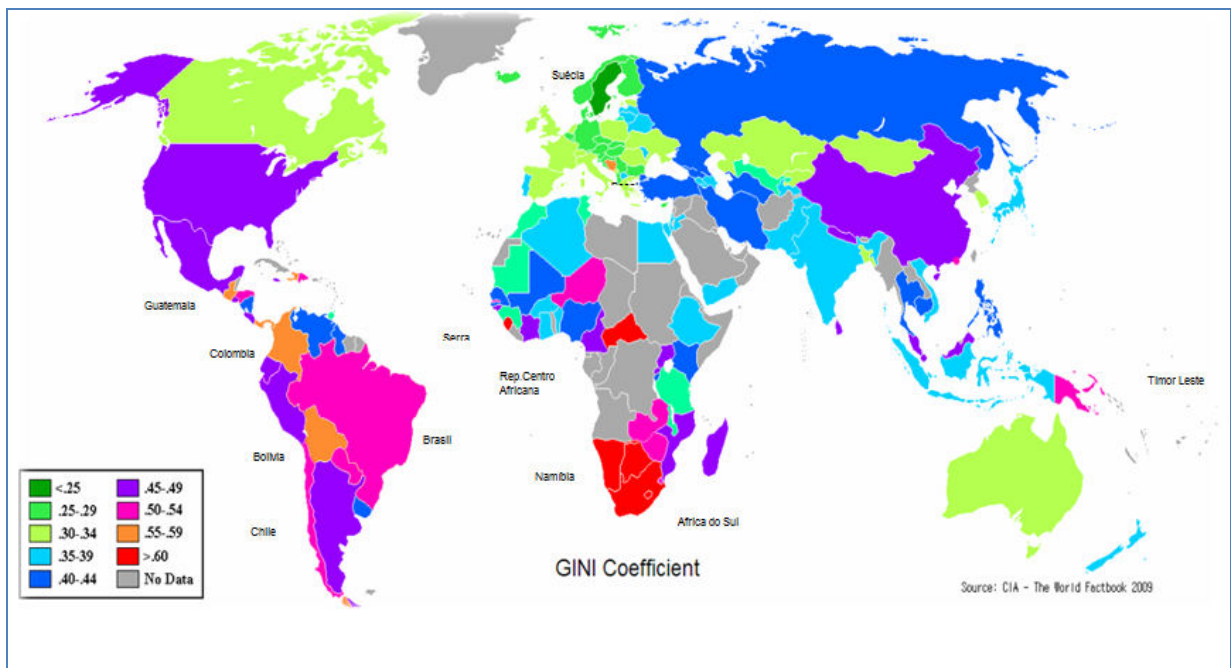 Suécia
Guatemala
Colombia
Serra
Rep.Centro
Africana
Timor Leste
Brasil
Bolivia
Namíbia
Chile
Africa do Sul
<.25
.25-.29
.30-.34
.35-39
.40-.44
.45-.49
.50-.54
.55-.59
>.60
No Data
GINI Coefficient
Source: CIA - The World Factbook 2009